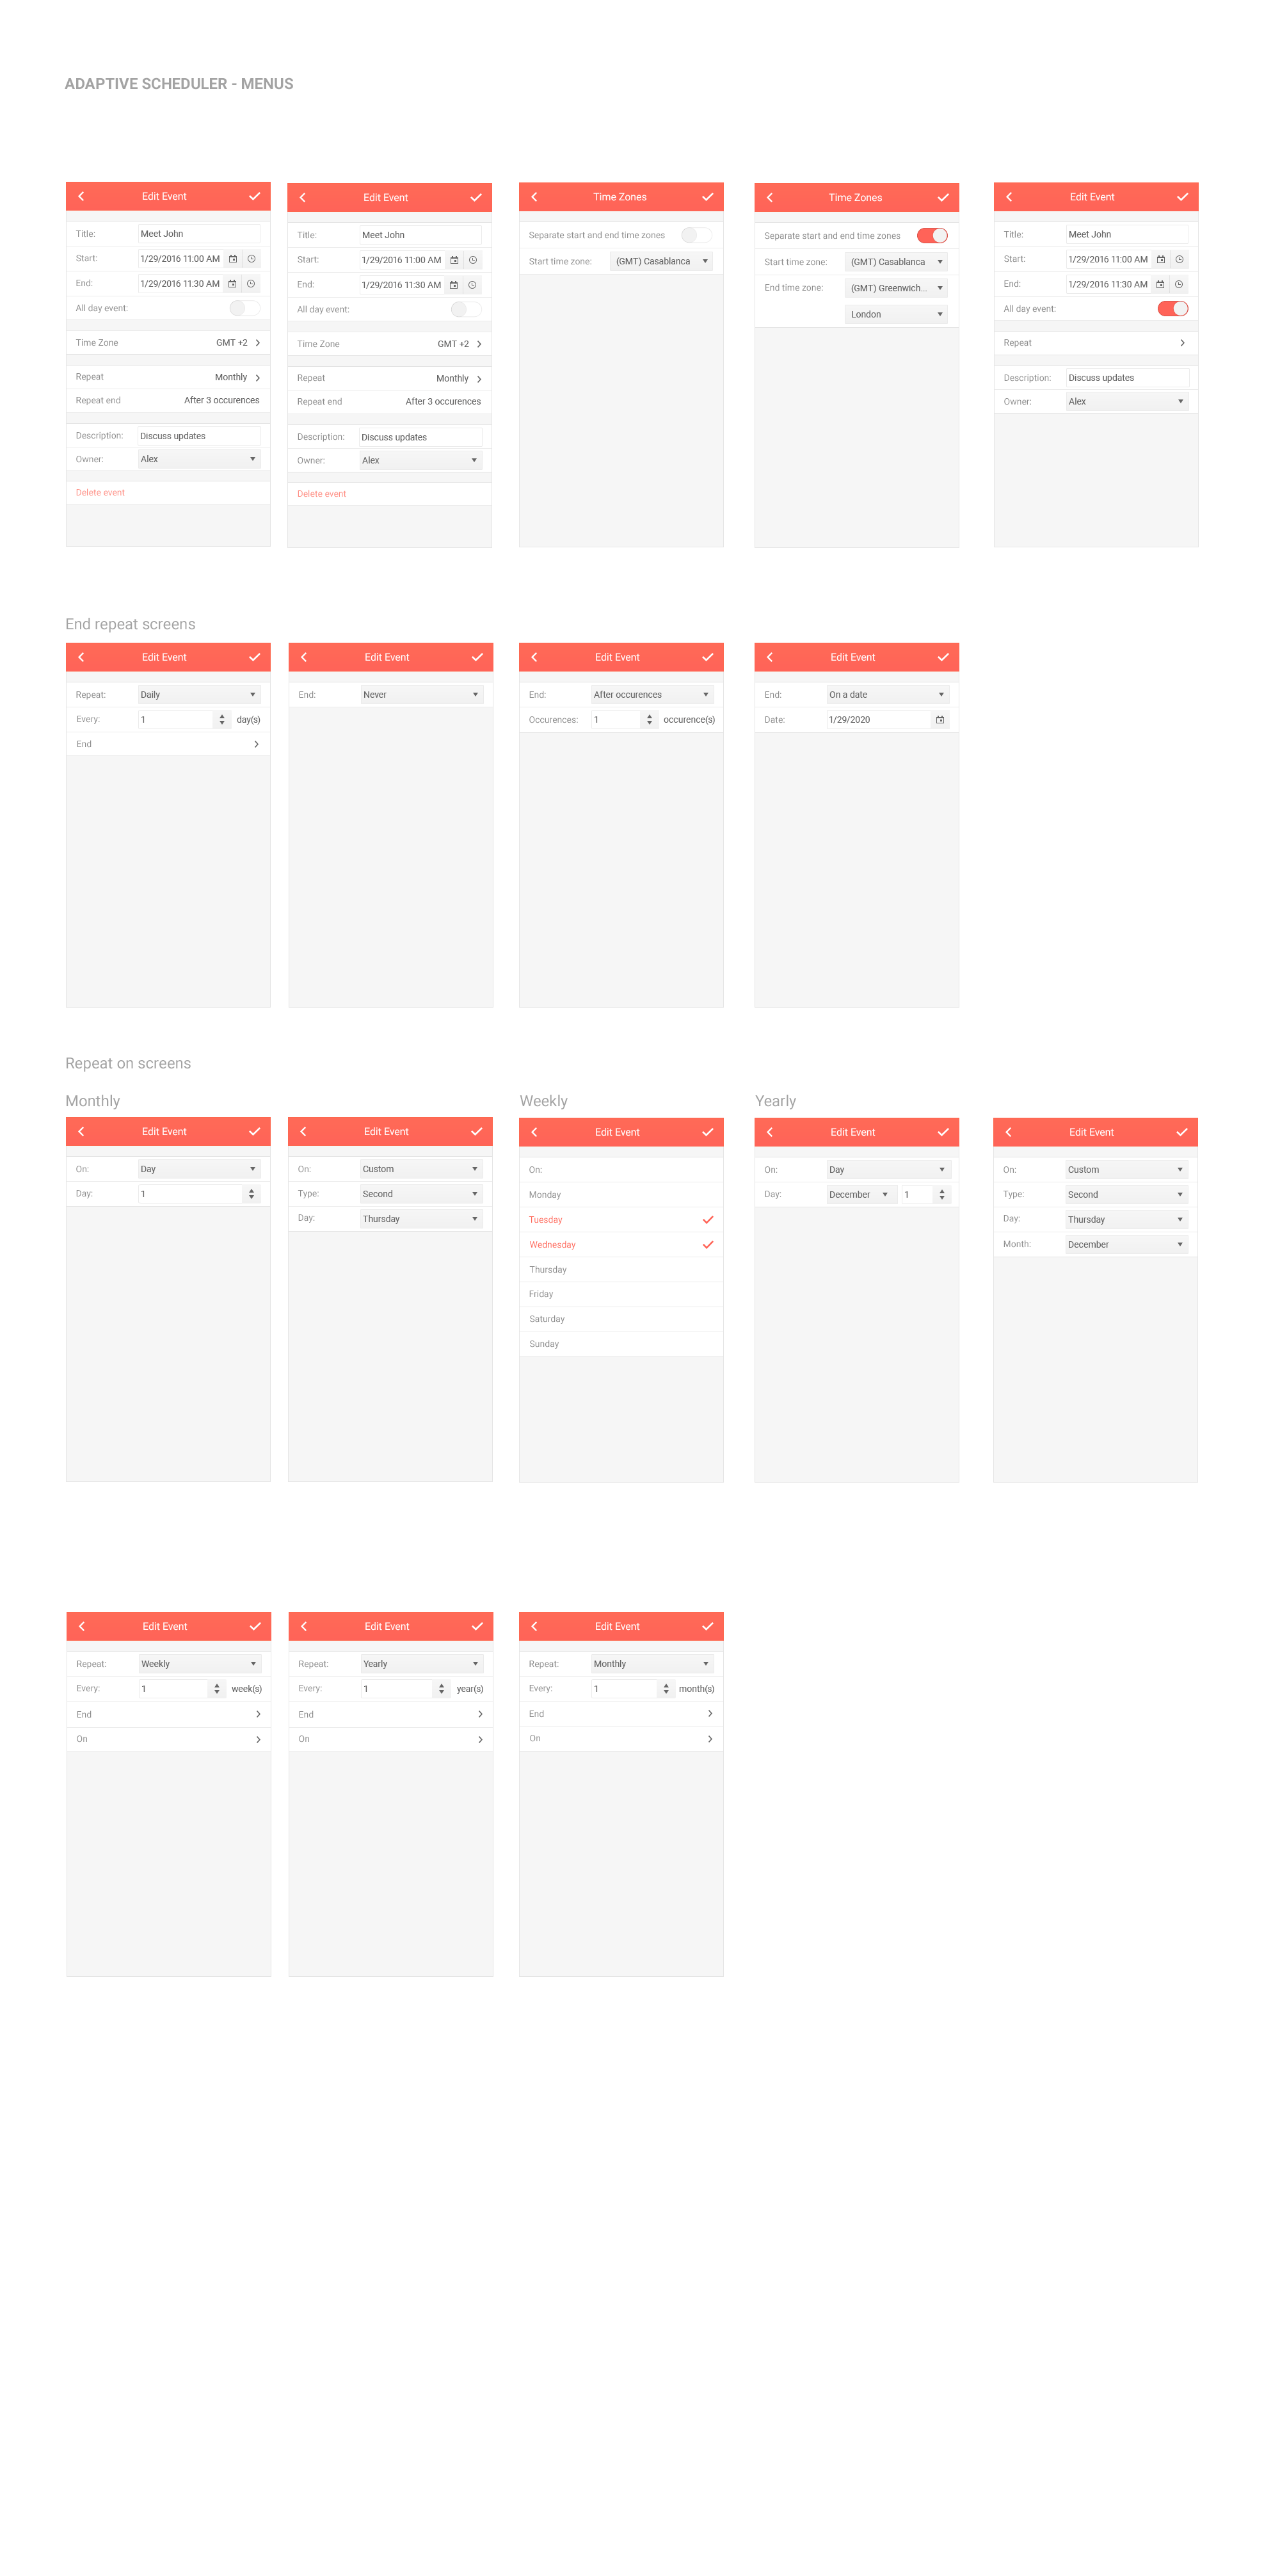 ADAPTIVE SCHEDULER - MENUS
Edit Event
Title: Meet John
Start: 1/29/2016 11:00 AM
End: 1/29/2016 11:30 AM
All day event:
Time Zone GMT +2
Repeat Monthly
Repeat end After 3 occurences
Description: Discuss updates
Owner: Alex
Delete event
Edit Event
Title: Meet John
Start: 1/29/2016 11:00 AM
End: 1/29/2016 11:30 AM
All day event:
Time Zone GMT +2
Repeat Monthly
Repeat end After 3 occurences
Description: Discuss updates
Owner: Alex
Delete event
Time Zones
Separate start and end time zones
Start time zone: (GMT) Casablanca
Time Zones
Separate start and end time zones
Start time zone: (GMT) Casablanca
End time zone: (GMT) Greenwich...
London
Edit Event
Title: Meet John
Start: 1/29/2016 11:00 AM
End: 1/29/2016 11:30 AM
All day event:
Repeat
Description: Discuss updates
Owner: Alex
End repeat screens
Edit Event
Repeat: Daily
Every: 1 day(s)
End
Edit Event
End: Never
Edit Event
End: After occurences
Occurences: 1 occurence(s)
Edit Event
End: On a date
Date: 1/29/2020
Repeat on screens
Monthly
Edit Event
On: Day
Day: 1
Edit Event
On: Custom
Type: Second
Day: Thursday
Weekly
Edit Event
On:
Monday
Tuesday
Wednesday
Thursday
Friday
Saturday
Sunday
Yearly
Edit Event
On: Day
Day: December 1
Edit Event
On: Custom
Type: Second
Day: Thursday
Month: December
Edit Event
Repeat: Weekly
Every: 1 week(s)
End
On
Edit Event
Repeat: Yearly
Every: 1 year(s)
End
On
Edit Event
Repeat: Monthly
Every: 1 month(s)
End
On